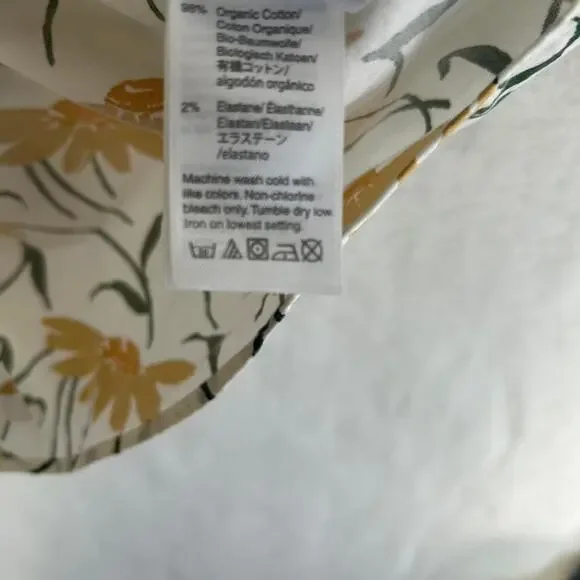 98% Organic Cotton/
Coton Organique/
Bio-Baumwolle/
Biologisch Katoen/
有機コットン/
algodón orgánico
2% Elastane/ Élasthanne/
Elastan/Elastaan/
エラステーン
/elastano
Machine wash cold with
like colors. Non-chlorine
bleach only. Tumble dry low.
Iron on lowest setting.